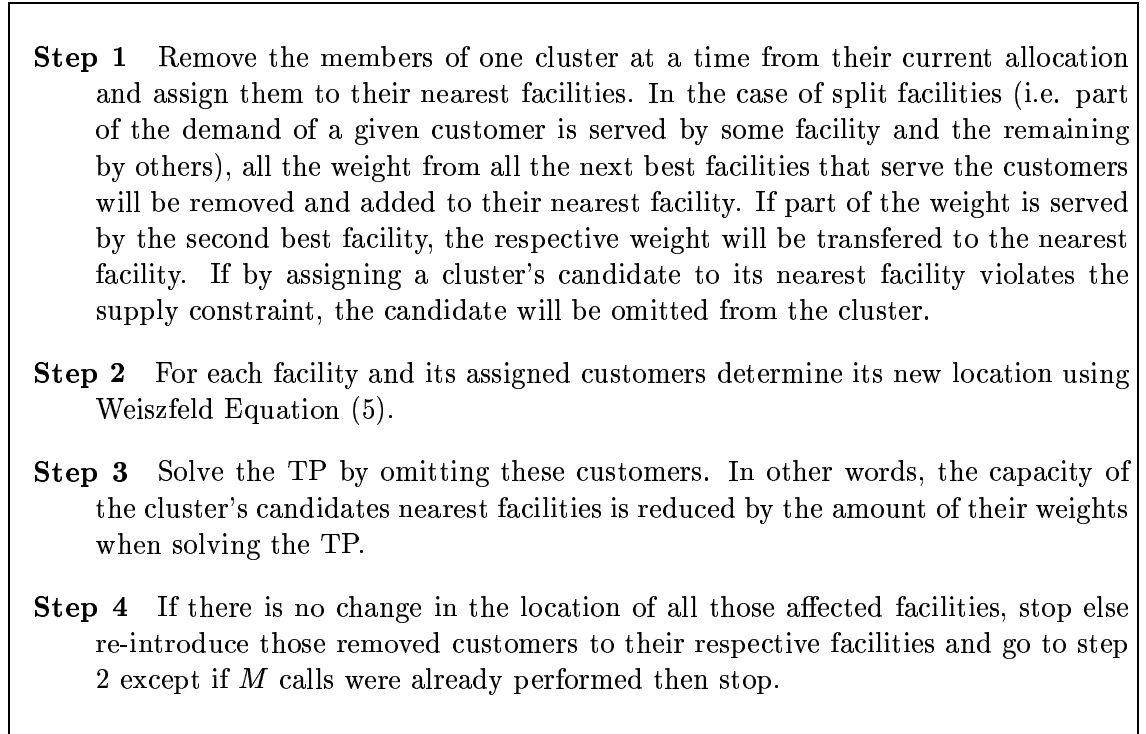 Step 1 Remove the members of one cluster at a time from their current allocation
and assign them to their nearest facilities. In the case of split facilities (i.e. part
of the demand of a given customer is served by some facility and the remaining
by others), all the weight from all the next best facilities that serve the customers
will be removed and added to their nearest facility. If part of the weight is served
by the second best facility, the respective weight will be transfered to the nearest
facility. If by assigning a cluster's candidate to its nearest facility violates the
supply constraint, the candidate will be omitted from the cluster.
Step 2 For each facility and its assigned customers determine its new location using
Weiszfeld Equation (5).
Step 3 Solve the TP by omitting these customers. In other words, the capacity of
the cluster's candidates nearest facilities is reduced by the amount of their weights
when solving the TP.
Step 4 If there is no change in the location of all those affected facilities, stop else
re-introduce those removed customers to their respective facilities and go to step
2 except if M calls were already performed then stop.